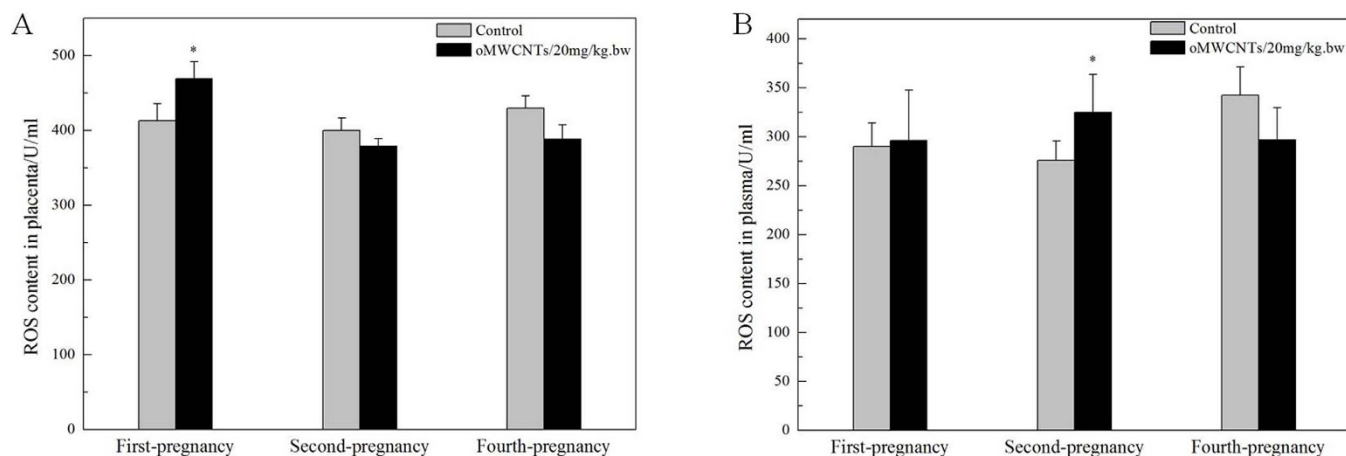 A
Control
oMWCNTs/20mg/kg.bw
*
ROS content in placenta/U/ml
500
400
300
200
100
0
First-pregnancy Second-pregnancy Fourth-pregnancy
B
Control
oMWCNTs/20mg/kg.bw
*
ROS content in plasma/U/ml
400
350
300
250
200
150
100
50
0
First-pregnancy Second-pregnancy Fourth-pregnancy